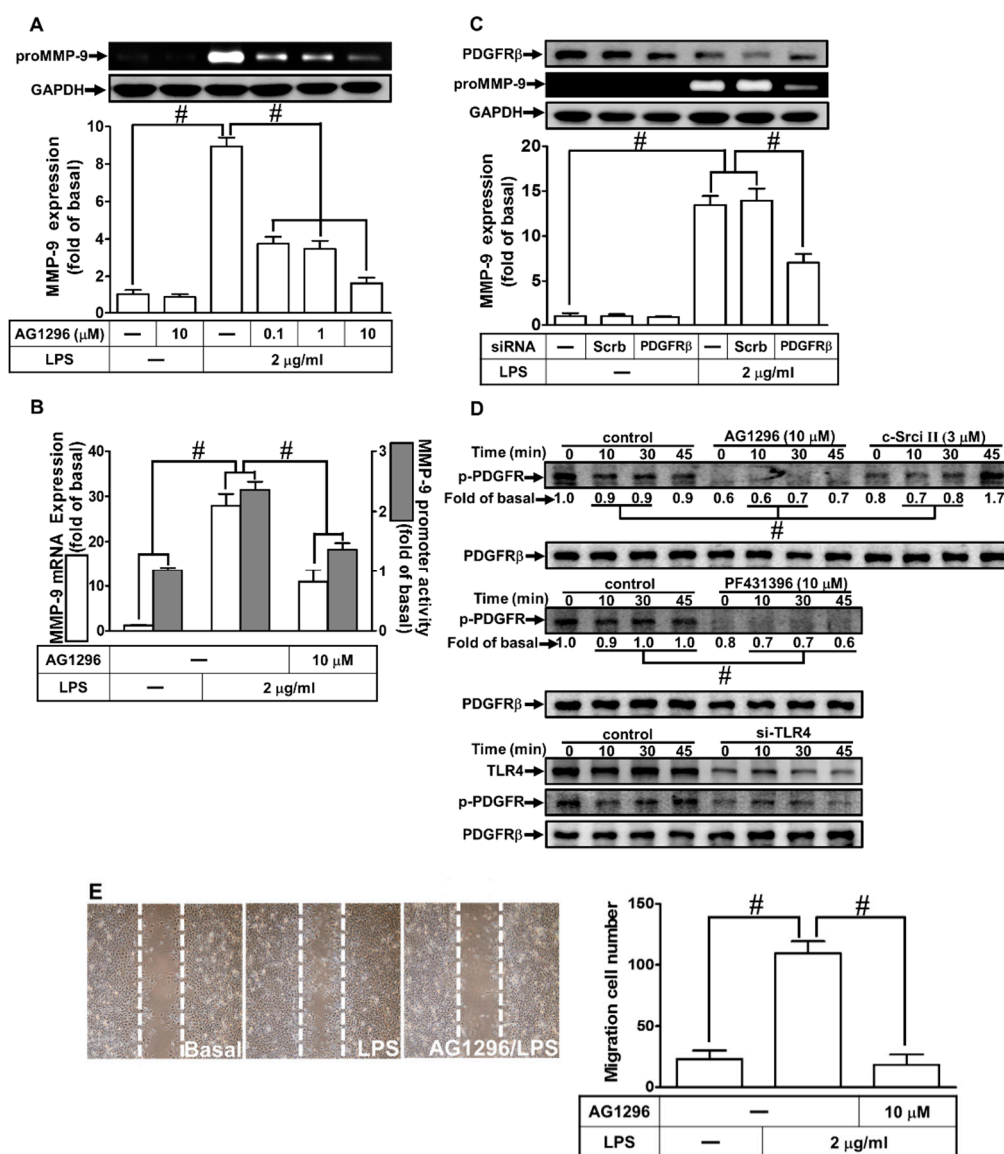 A
proMMP-9
GAPDH
# #
MMP-9 expression
(fold of basal)
10
8
6
4
2
0
AG1296 (μM) — 10 — 0.1 1 10
LPS — 2 μg/ml
B
# #
MMP-9 mRNA Expression
(fold of basal)
40
30
20
10
0
3
2
1
0
MMP-9 promoter activity
(fold of basal)
AG1296 — 10 μM
LPS — 2 μg/ml
C
PDGFRβ
proMMP-9
GAPDH
# #
MMP-9 expression
(fold of basal)
20
15
10
5
0
siRNA — Scrb PDGFRβ — Scrb PDGFRβ
LPS — 2 μg/ml
D
control AG1296 (10 μM) c-Srci II (3 μM)
Time (min) 0 10 30 45 0 10 30 45 0 10 30 45
p-PDGFR
Fold of basal 1.0 0.9 0.9 0.9 0.6 0.6 0.7 0.7 0.8 0.7 0.8 1.7
#
PDGFRβ
control PF431396 (10 μM)
Time (min) 0 10 30 45 0 10 30 45
p-PDGFR
Fold of basal 1.0 0.9 1.0 1.0 0.8 0.7 0.7 0.6
#
PDGFRβ
control si-TLR4
Time (min) 0 10 30 45 0 10 30 45
TLR4
p-PDGFR
PDGFRβ
E
Basal LPS AG1296/LPS
# #
Migration cell number
150
100
50
0
AG1296 — 10 μM
LPS — 2 μg/ml